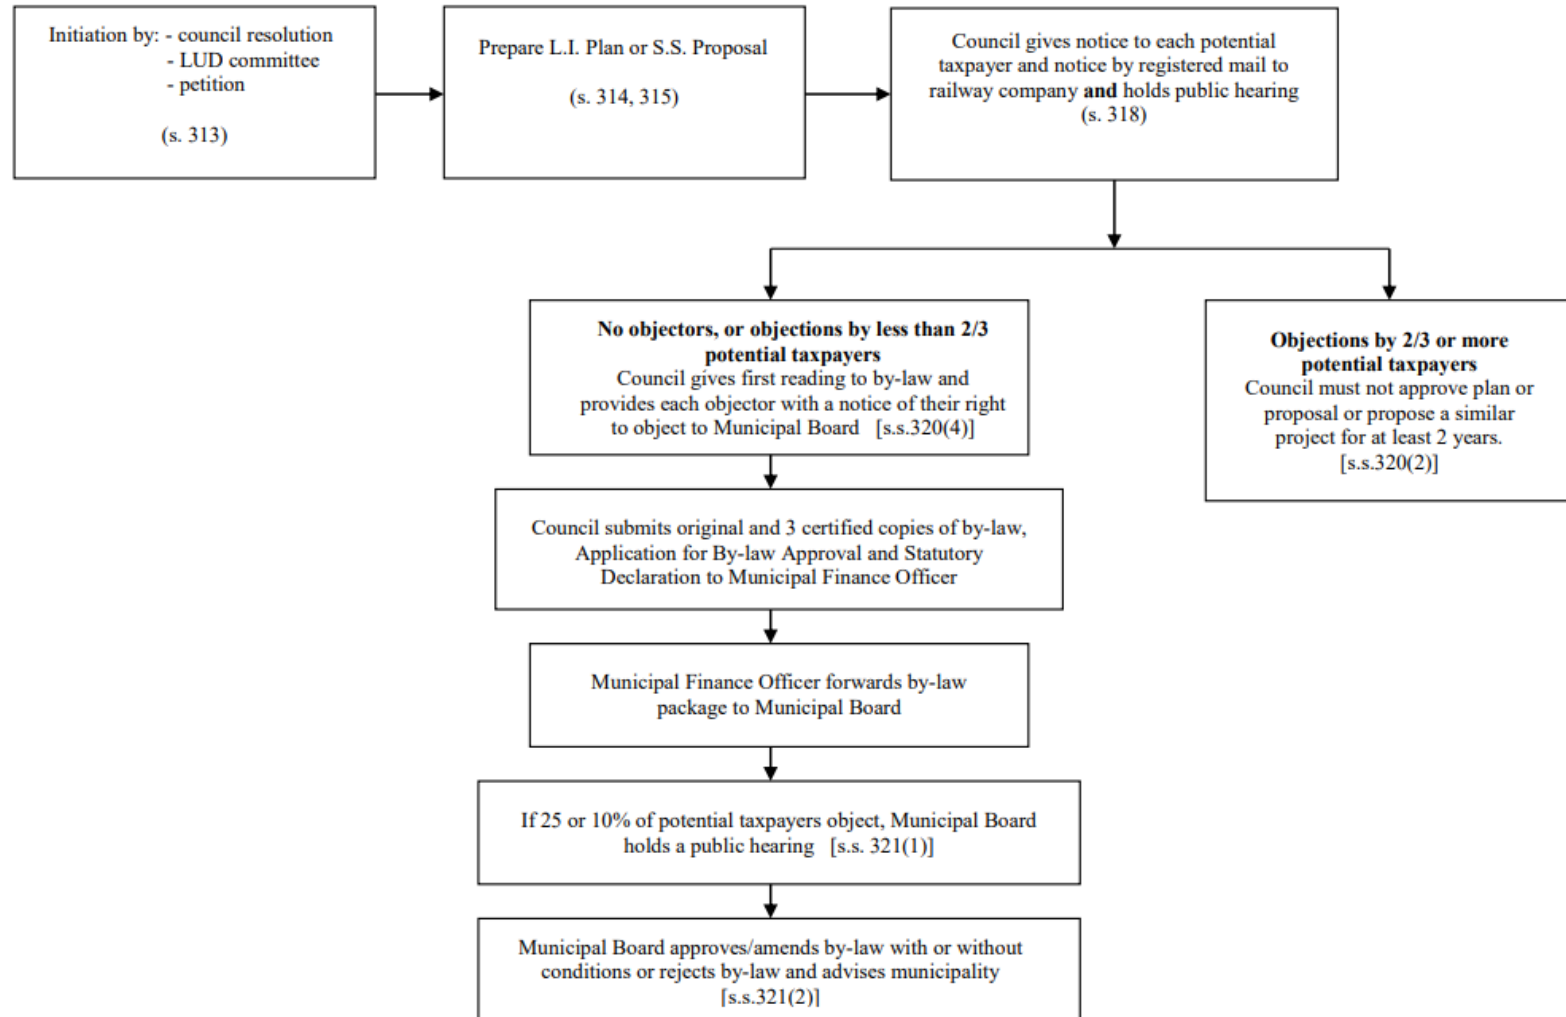 Initiation by: - council resolution
- LUD committee
- petition
(s. 313)
Prepare L.I. Plan or S.S. Proposal
(s. 314, 315)
Council gives notice to each potential
taxpayer and notice by registered mail to
railway company and holds public hearing
(s. 318)
No objectors, or objections by less than 2/3
potential taxpayers
Council gives first reading to by-law and
provides each objector with a notice of their right
to object to Municipal Board [s.s.320(4)]
Objections by 2/3 or more
potential taxpayers
Council must not approve plan or
proposal or propose a similar
project for at least 2 years.
[s.s.320(2)]
Council submits original and 3 certified copies of by-law,
Application for By-law Approval and Statutory
Declaration to Municipal Finance Officer
Municipal Finance Officer forwards by-law
package to Municipal Board
If 25 or 10% of potential taxpayers object, Municipal Board
holds a public hearing [s.s. 321(1)]
Municipal Board approves/amends by-law with or without
conditions or rejects by-law and advises municipality
[s.s.321(2)]